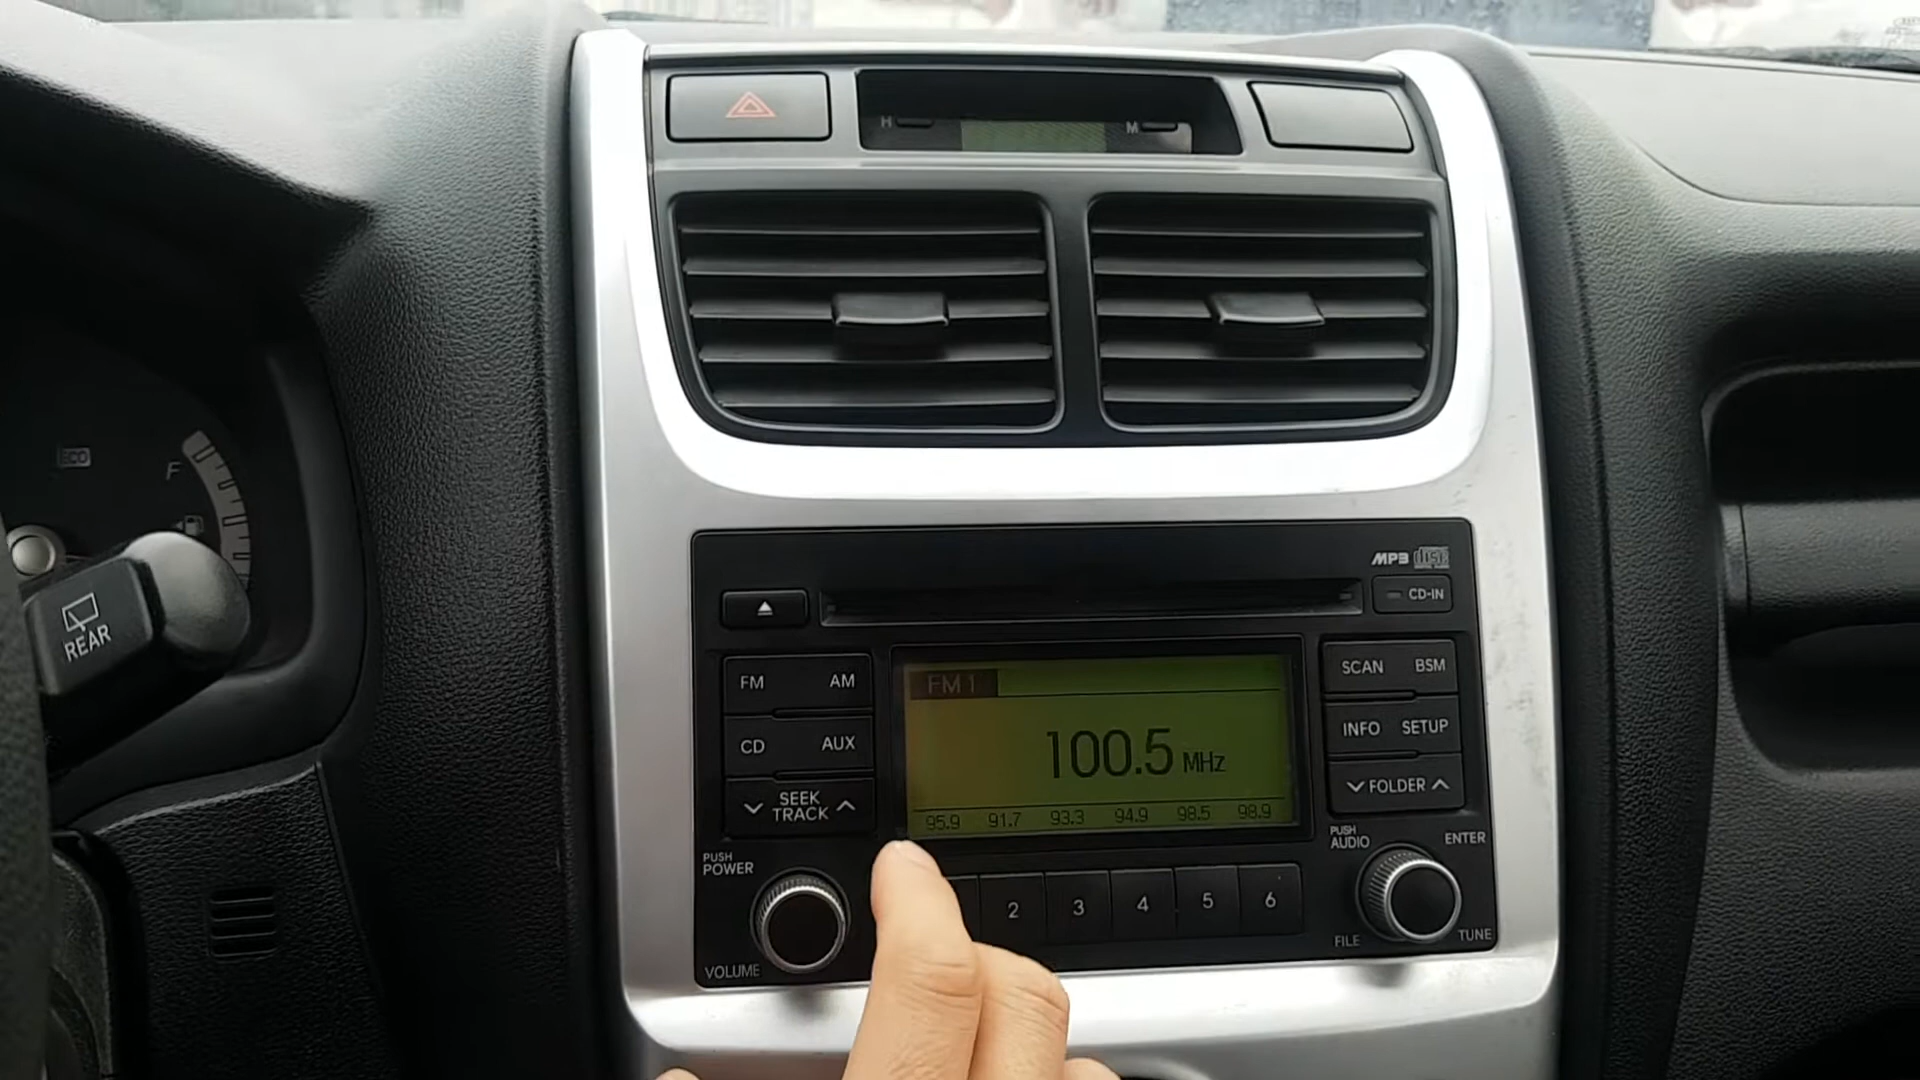 H
M
ECO
F
REAR
MP3 disc
CD-IN
FM AM
CD AUX
SEEK
TRACK
PUSH
POWER
VOLUME
FM 1
100.5 MHz
95.9 91.7 93.3 94.9 98.5 98.9
2 3 4 5 6
SCAN BSM
INFO SETUP
FOLDER
PUSH
AUDIO
ENTER
FILE
TUNE